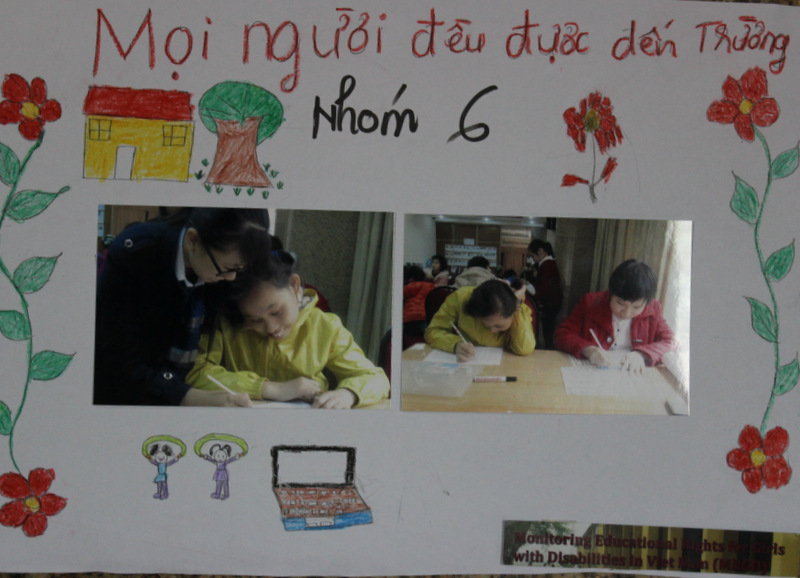 Mọi người đều được đến Trường
Nhóm 6
Monitoring Educational Rights for Girls
with Disabilities in Viet Nam